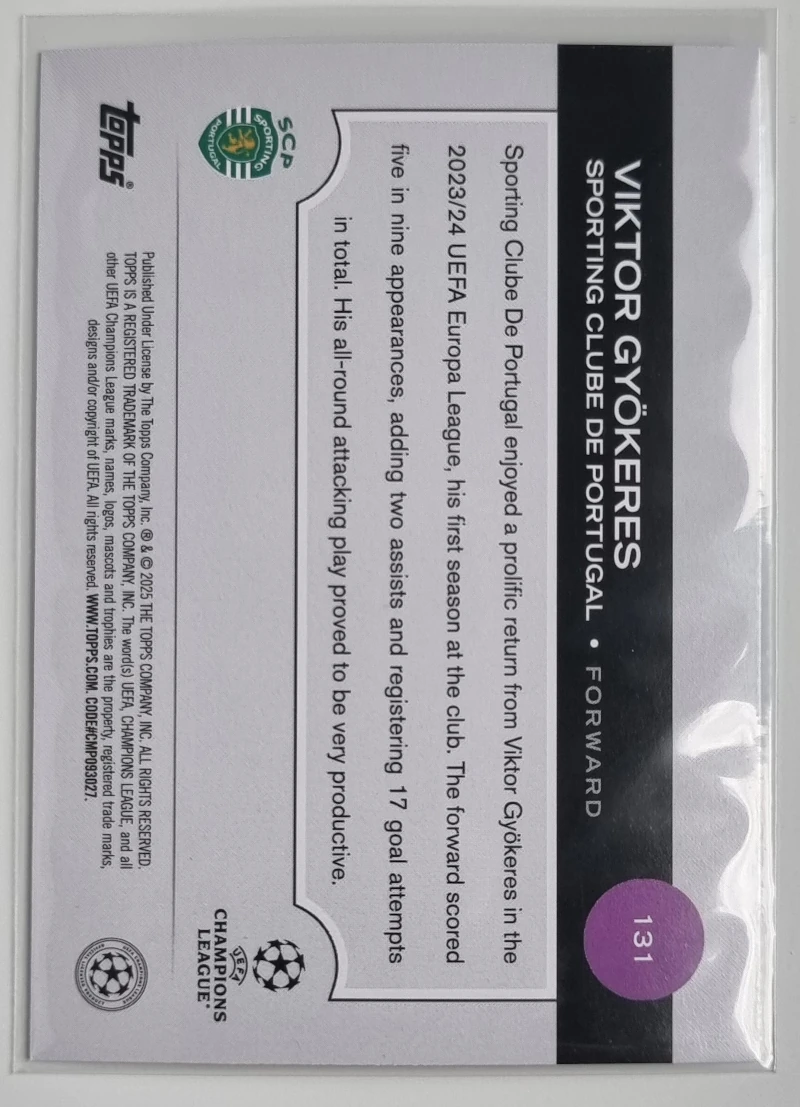 VIKTOR GYÖKERES
SPORTING CLUBE DE PORTUGAL • FORWARD
131
Sporting Clube De Portugal enjoyed a prolific return from Viktor Gyökeres in the
2023/24 UEFA Europa League, his first season at the club. The forward scored
five in nine appearances, adding two assists and registering 17 goal attempts
in total. His all-round attacking play proved to be very productive.
SCP
SPORTING
PORTUGAL
UEFA
CHAMPIONS
LEAGUE®
topps®
Published Under License by The Topps Company, Inc. ® & © 2025 THE TOPPS COMPANY, INC. ALL RIGHTS RESERVED.
TOPPS IS A REGISTERED TRADEMARK OF THE TOPPS COMPANY, INC. The word(s) UEFA, CHAMPIONS LEAGUE, and all
other UEFA Champions League marks, names, logos, mascots and trophies are the property, registered trade marks,
designs and/or copyright of UEFA. All rights reserved. WWW.TOPPS.COM. CODE#CMP093027.